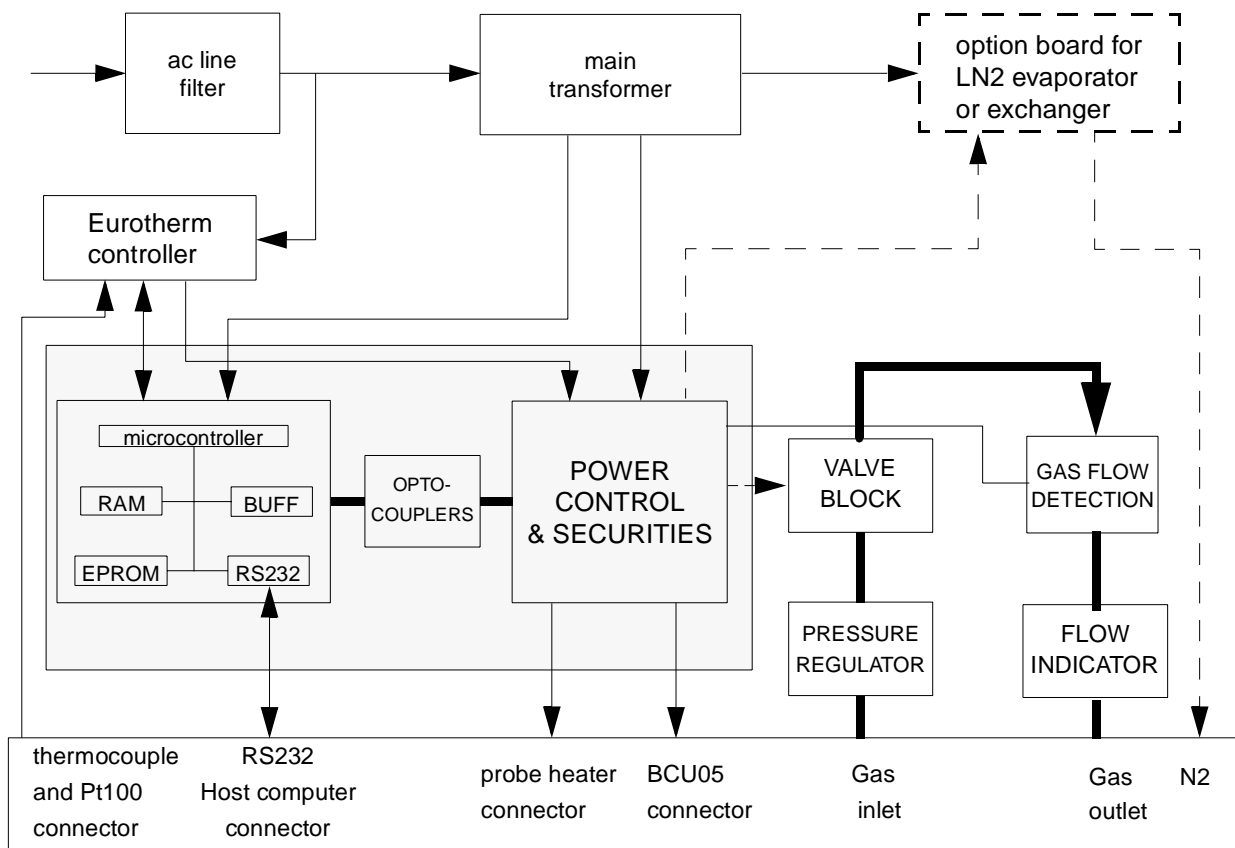 ac line
filter
main
transformer
option board for
LN2 evaporator
or exchanger
Eurotherm
controller
microcontroller
RAM
BUFF
EPROM
RS232
OPTO-
COUPLERS
POWER
CONTROL
& SECURITIES
VALVE
BLOCK
GAS FLOW
DETECTION
PRESSURE
REGULATOR
FLOW
INDICATOR
thermocouple
and Pt100
connector
RS232
Host computer
connector
probe heater
connector
BCU05
connector
Gas
inlet
Gas
outlet
N2